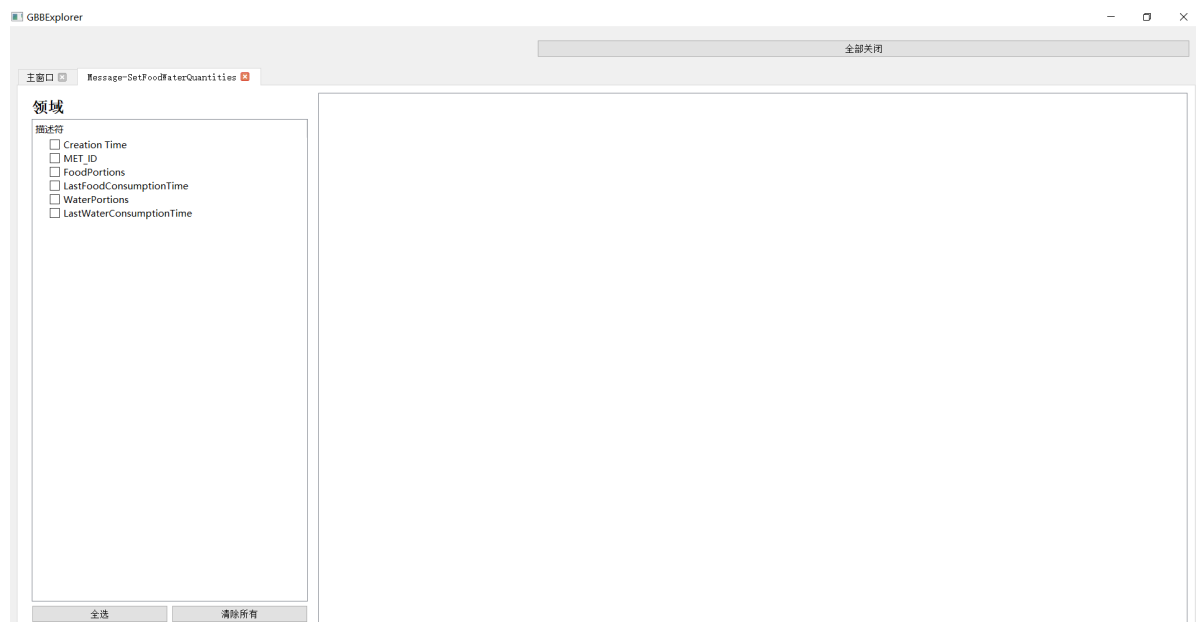 GBBExplorer
全部关闭
主窗口
Message-SetFoodWaterQuantities
领域
描述符
Creation Time
MET_ID
FoodPortions
LastFoodConsumptionTime
WaterPortions
LastWaterConsumptionTime
全选
清除所有